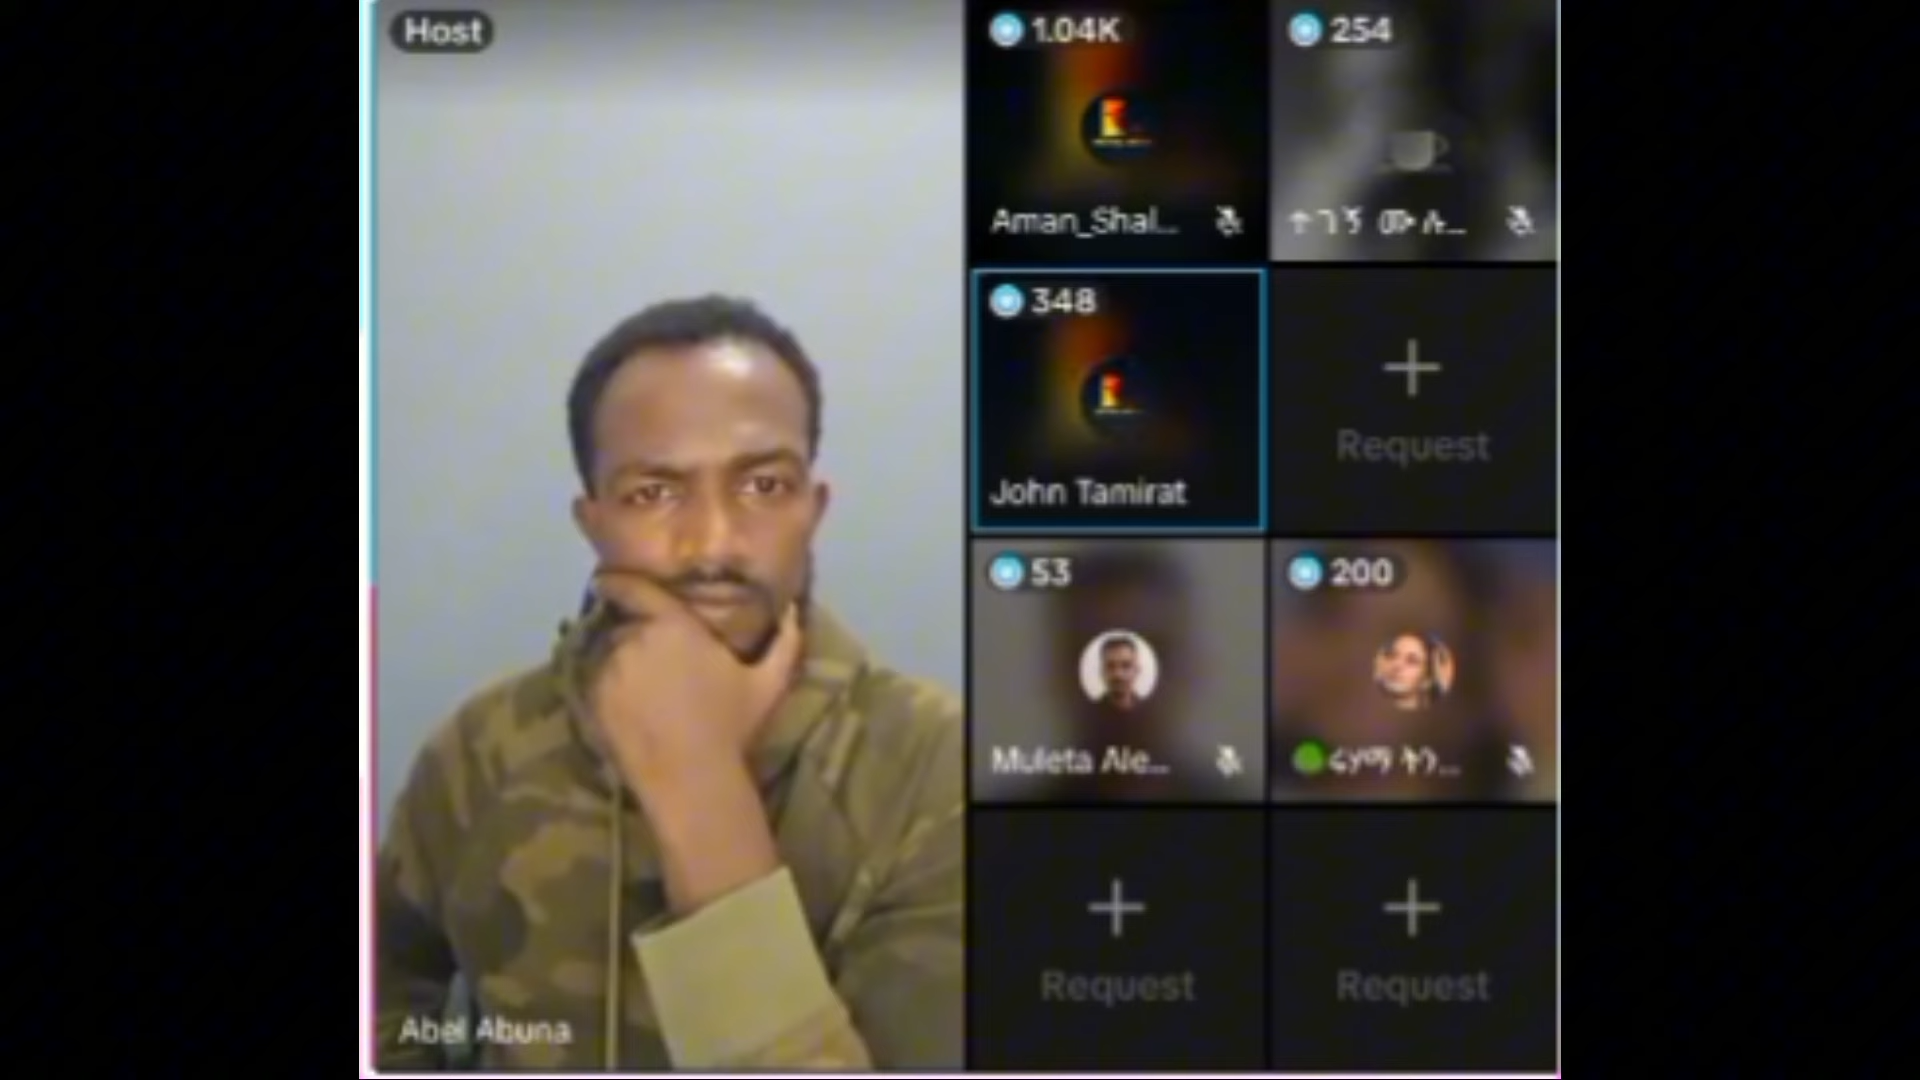 Host
1.04K
254
Aman_Shal...
348
John Tamirat
Request
53
200
Muleta Ale...
Request
Request
Abel Abuna